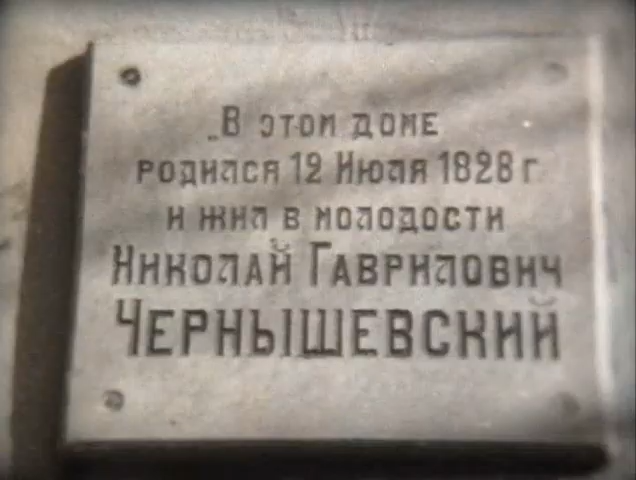 „В этом доме
родился 12 Июля 1828 г.
и жил в молодости
Николай Гаврилович
Чернышевский